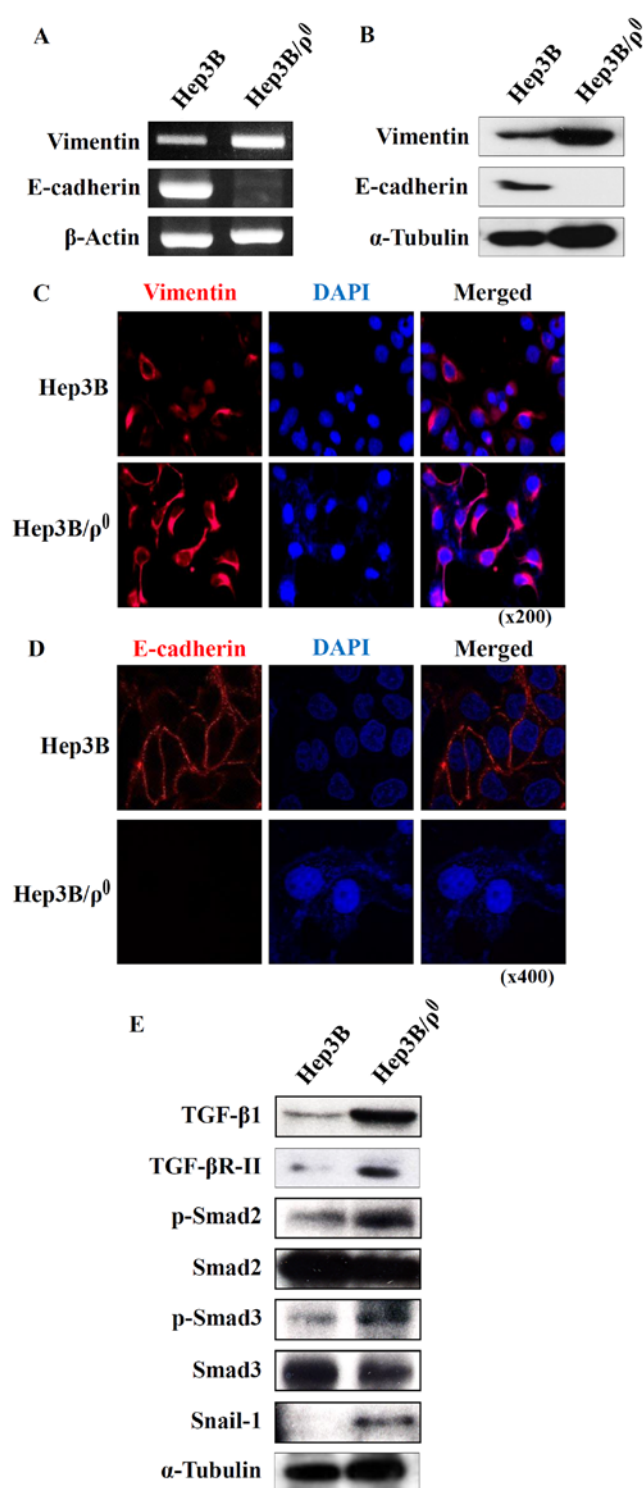 A
Hep3B
Hep3B/ρ⁰
Vimentin
E-cadherin
β-Actin
B
Hep3B
Hep3B/ρ⁰
Vimentin
E-cadherin
α-Tubulin
C
Vimentin
DAPI
Merged
Hep3B
Hep3B/ρ⁰
(x200)
D
E-cadherin
DAPI
Merged
Hep3B
Hep3B/ρ⁰
(x400)
E
Hep3B
Hep3B/ρ⁰
TGF-β1
TGF-βR-II
p-Smad2
Smad2
p-Smad3
Smad3
Snail-1
α-Tubulin